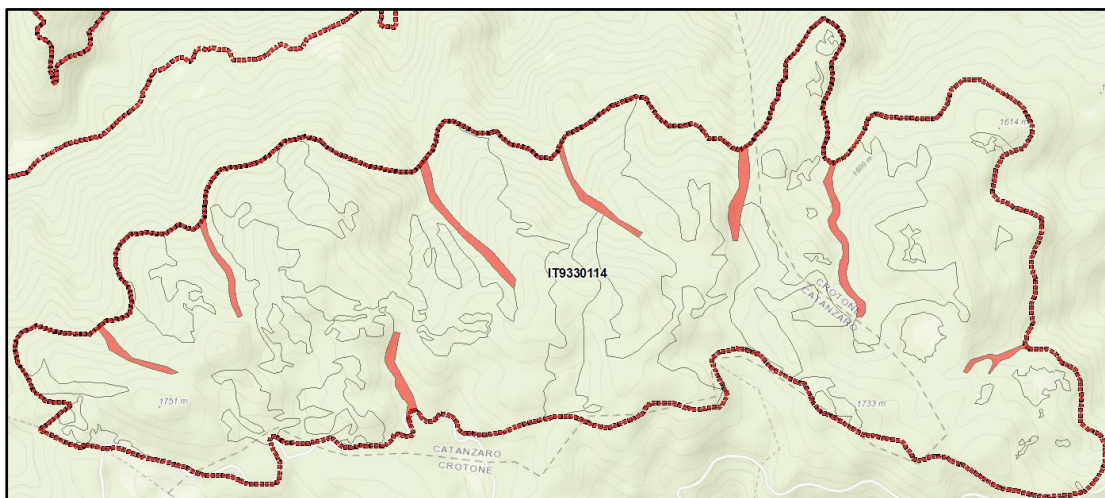 1614 m
1600 m
IT9330114
CROTONE
CATANZARO
1751 m
1733 m
CATANZARO
CROTONE